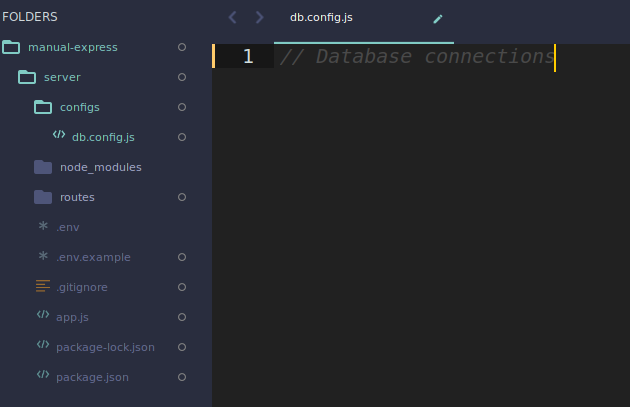 FOLDERS
manual-express
server
configs
db.config.js
node_modules
routes
.env
.env.example
.gitignore
app.js
package-lock.json
package.json
db.config.js
1 // Database connections